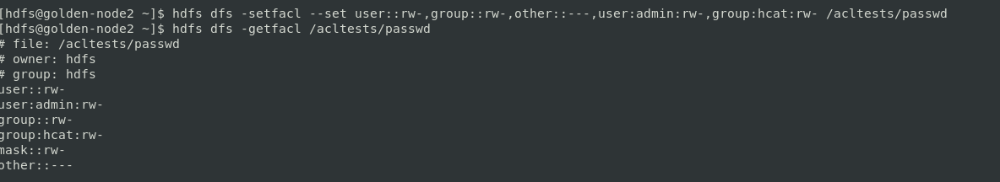 [hdfs@golden-node2 ~]$ hdfs dfs -setfacl --set user::rw-,group::rw-,other::---,user:admin:rw-,group:hcat:rw- /acltests/passwd
[hdfs@golden-node2 ~]$ hdfs dfs -getfacl /acltests/passwd
# file: /acltests/passwd
# owner: hdfs
# group: hdfs
user::rw-
user:admin:rw-
group::rw-
group:hcat:rw-
mask::rw-
other::---